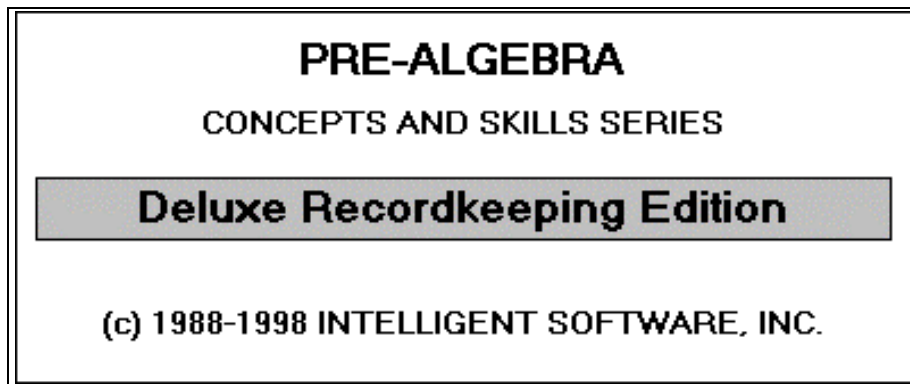 PRE-ALGEBRA
CONCEPTS AND SKILLS SERIES
Deluxe Recordkeeping Edition
(c) 1988-1998 INTELLIGENT SOFTWARE, INC.